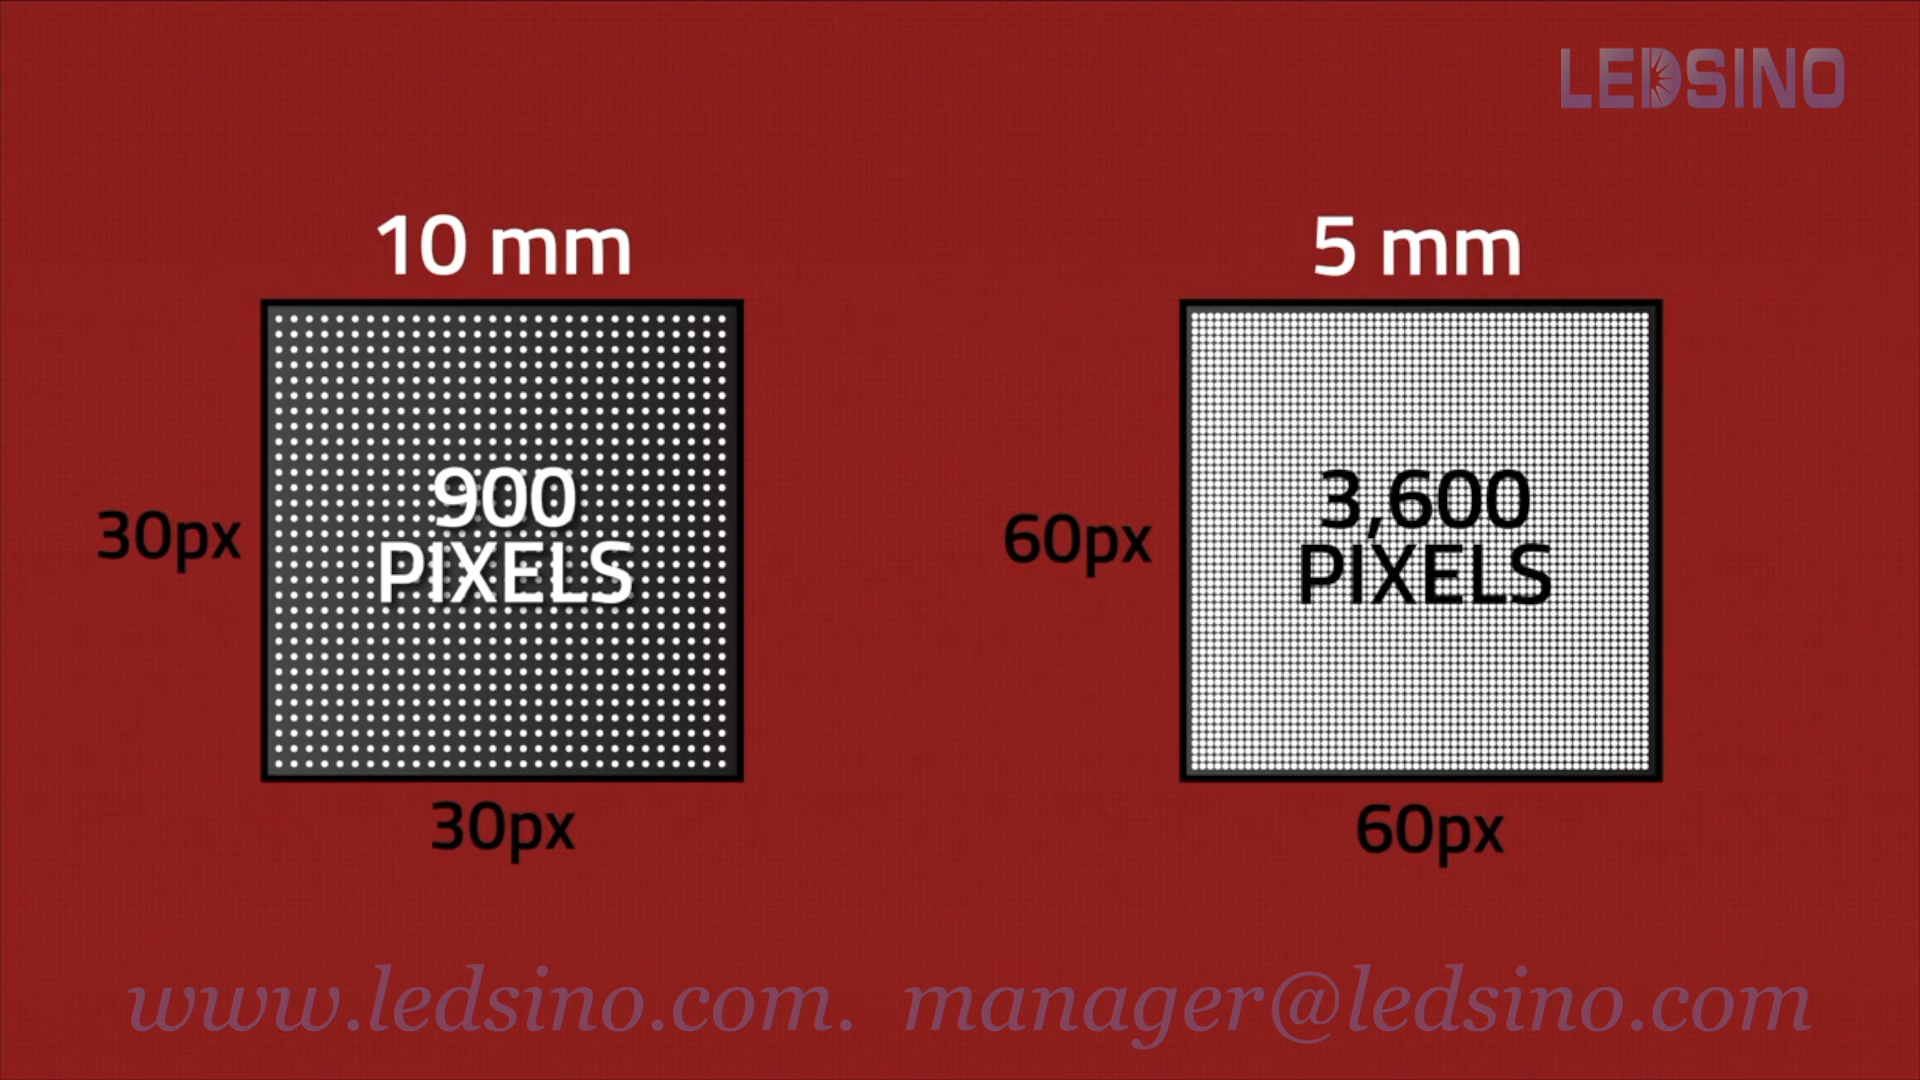 LEDSINO
10 mm
5 mm
900
PIXELS
3,600
PIXELS
30px
60px
30px
60px
www.ledsino.com. manager@ledsino.com